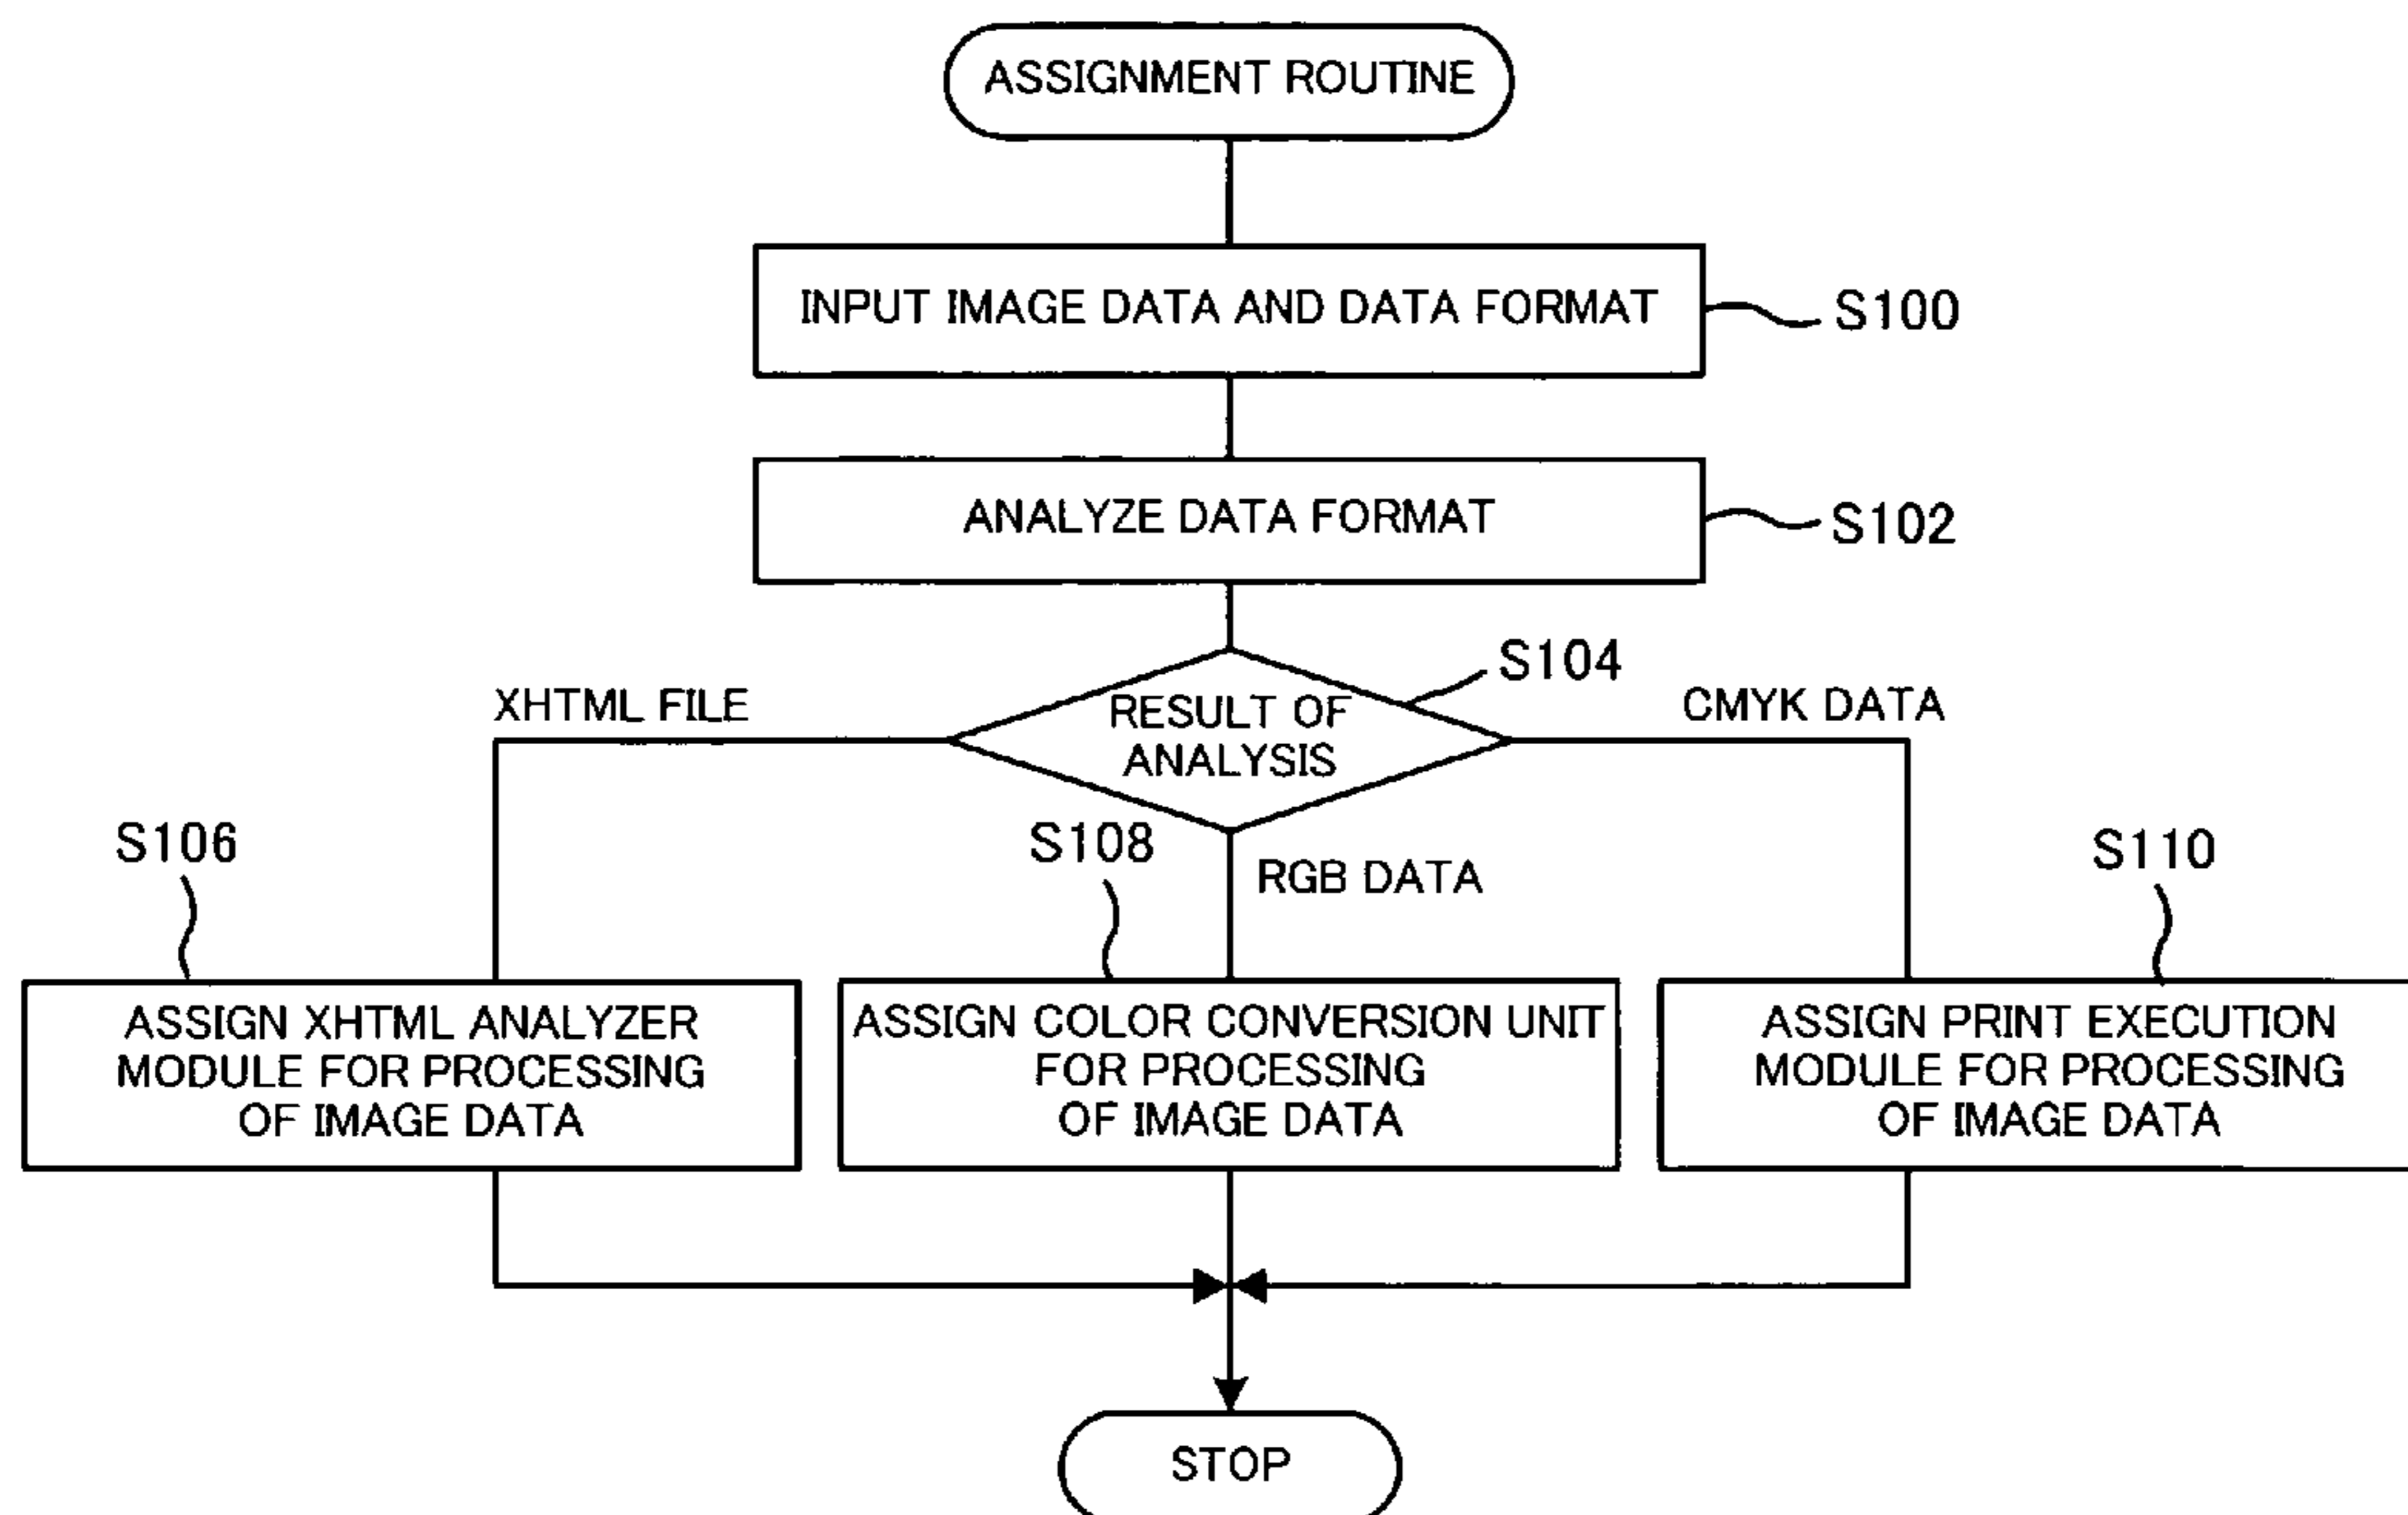 ASSIGNMENT ROUTINE
INPUT IMAGE DATA AND DATA FORMAT
S100
ANALYZE DATA FORMAT
S102
S104
RESULT OF
ANALYSIS
XHTML FILE
CMYK DATA
RGB DATA
S106
ASSIGN XHTML ANALYZER
MODULE FOR PROCESSING
OF IMAGE DATA
S108
ASSIGN COLOR CONVERSION UNIT
FOR PROCESSING
OF IMAGE DATA
S110
ASSIGN PRINT EXECUTION
MODULE FOR PROCESSING
OF IMAGE DATA
STOP